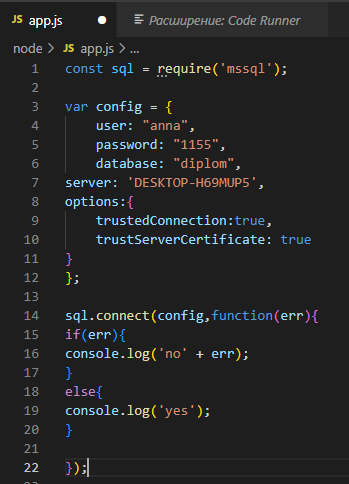 JS app.js ● Расширение: Code Runner
node > JS app.js > ...
1 const sql = require('mssql');
2
3 var config = {
4 user: "anna",
5 password: "1155",
6 database: "diplom",
7 server: 'DESKTOP-H69MUP5',
8 options:{
9 trustedConnection:true,
10 trustServerCertificate: true
11 }
12 };
13
14 sql.connect(config,function(err){
15 if(err){
16 console.log('no' + err);
17 }
18 else{
19 console.log('yes');
20 }
21
22 });